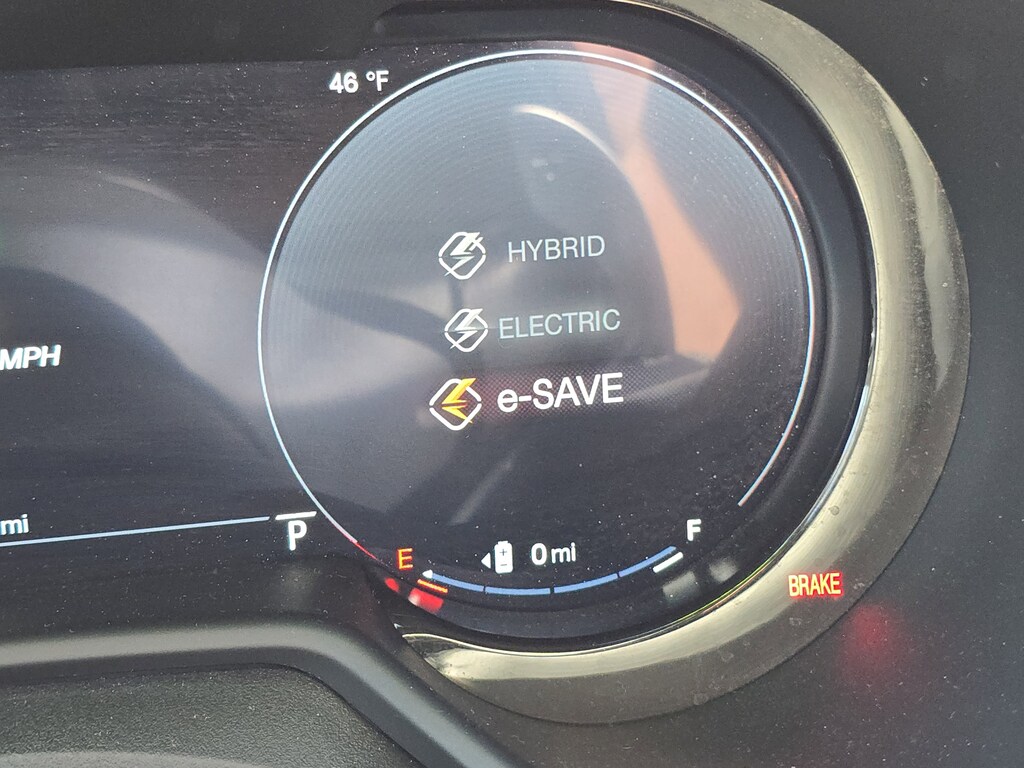 46 °F
HYBRID
ELECTRIC
MPH
e-SAVE
mi
P
E
0 mi
F
BRAKE